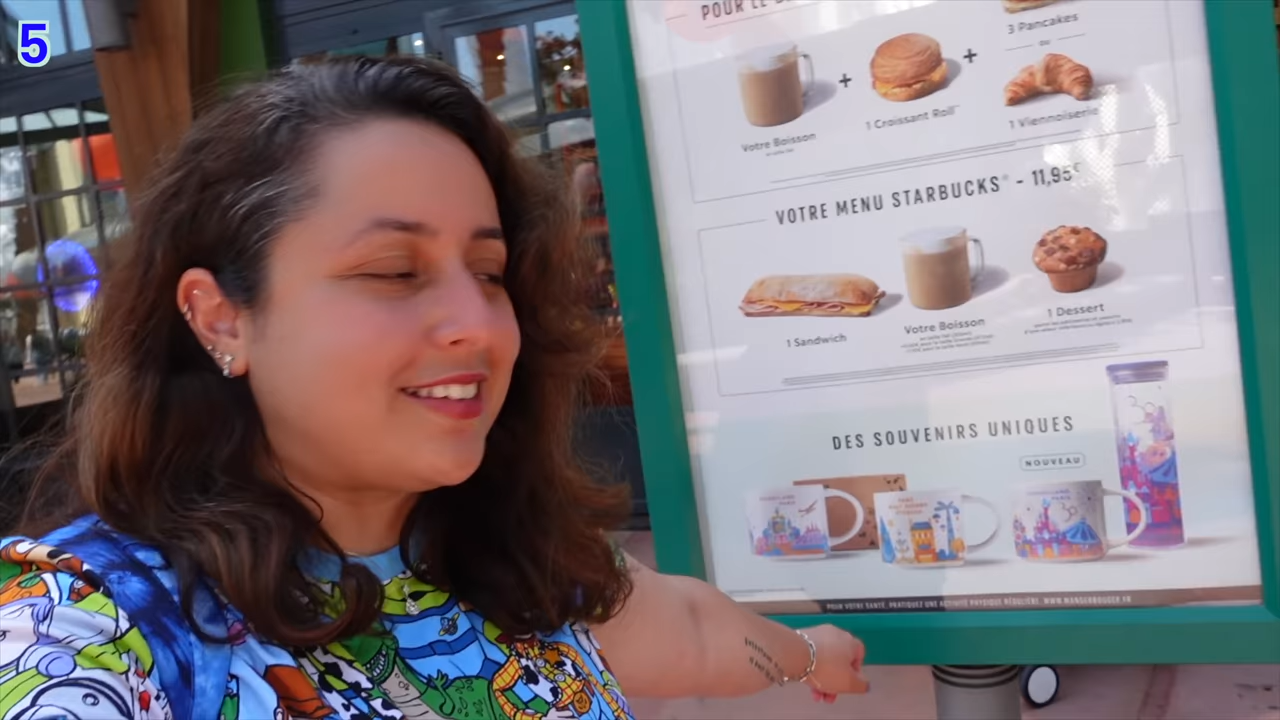 5
POUR LE
3 Pancakes
ou
+
+
Votre Boisson
1 Croissant Roll
1 Viennoiserie
VOTRE MENU STARBUCKS® - 11,95€
1 Sandwich
Votre Boisson
1 Dessert
DES SOUVENIRS UNIQUES
NOUVEAU
PARIS
POUR VOTRE SANTÉ, PRATIQUEZ UNE ACTIVITÉ PHYSIQUE RÉGULIÈRE. WWW.MANGERBOUGER.FR